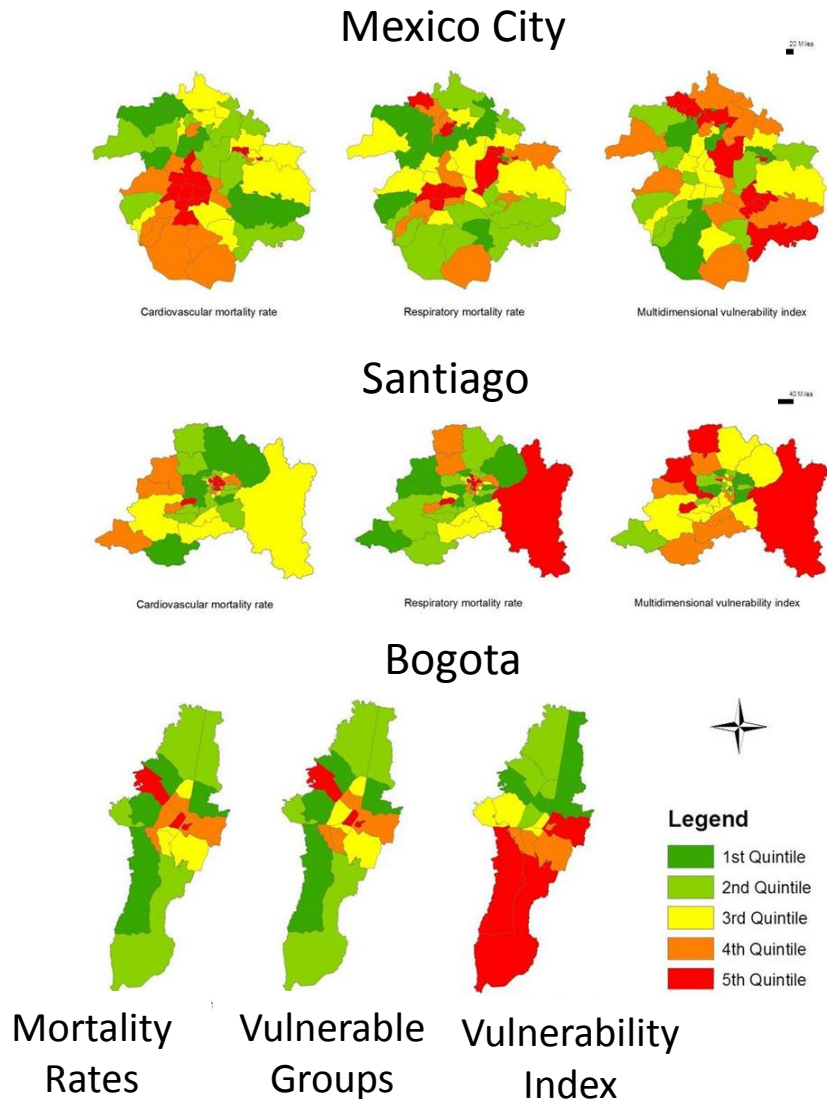 Mexico City
20 Miles
Cardiovascular mortality rate
Respiratory mortality rate
Multidimensional vulnerability index
Santiago
40 Miles
Cardiovascular mortality rate
Respiratory mortality rate
Multidimensional vulnerability index
Bogota
Legend
1st Quintile
2nd Quintile
3rd Quintile
4th Quintile
5th Quintile
Mortality
Rates
Vulnerable
Groups
Vulnerability
Index